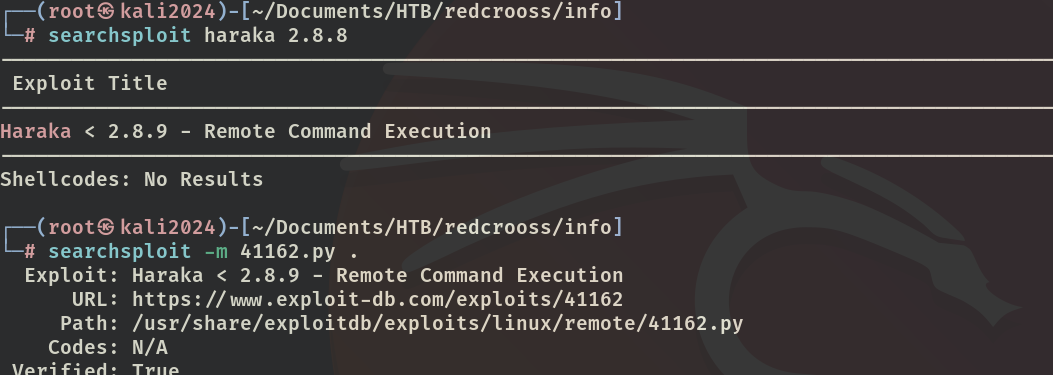 ┌──(root㉿kali2024)-[~/Documents/HTB/redcrooss/info]
└─# searchsploit haraka 2.8.8
Exploit Title
Haraka < 2.8.9 - Remote Command Execution
Shellcodes: No Results
┌──(root㉿kali2024)-[~/Documents/HTB/redcrooss/info]
└─# searchsploit -m 41162.py .
Exploit: Haraka < 2.8.9 - Remote Command Execution
URL: https://www.exploit-db.com/exploits/41162
Path: /usr/share/exploitdb/exploits/linux/remote/41162.py
Codes: N/A
Verified: True